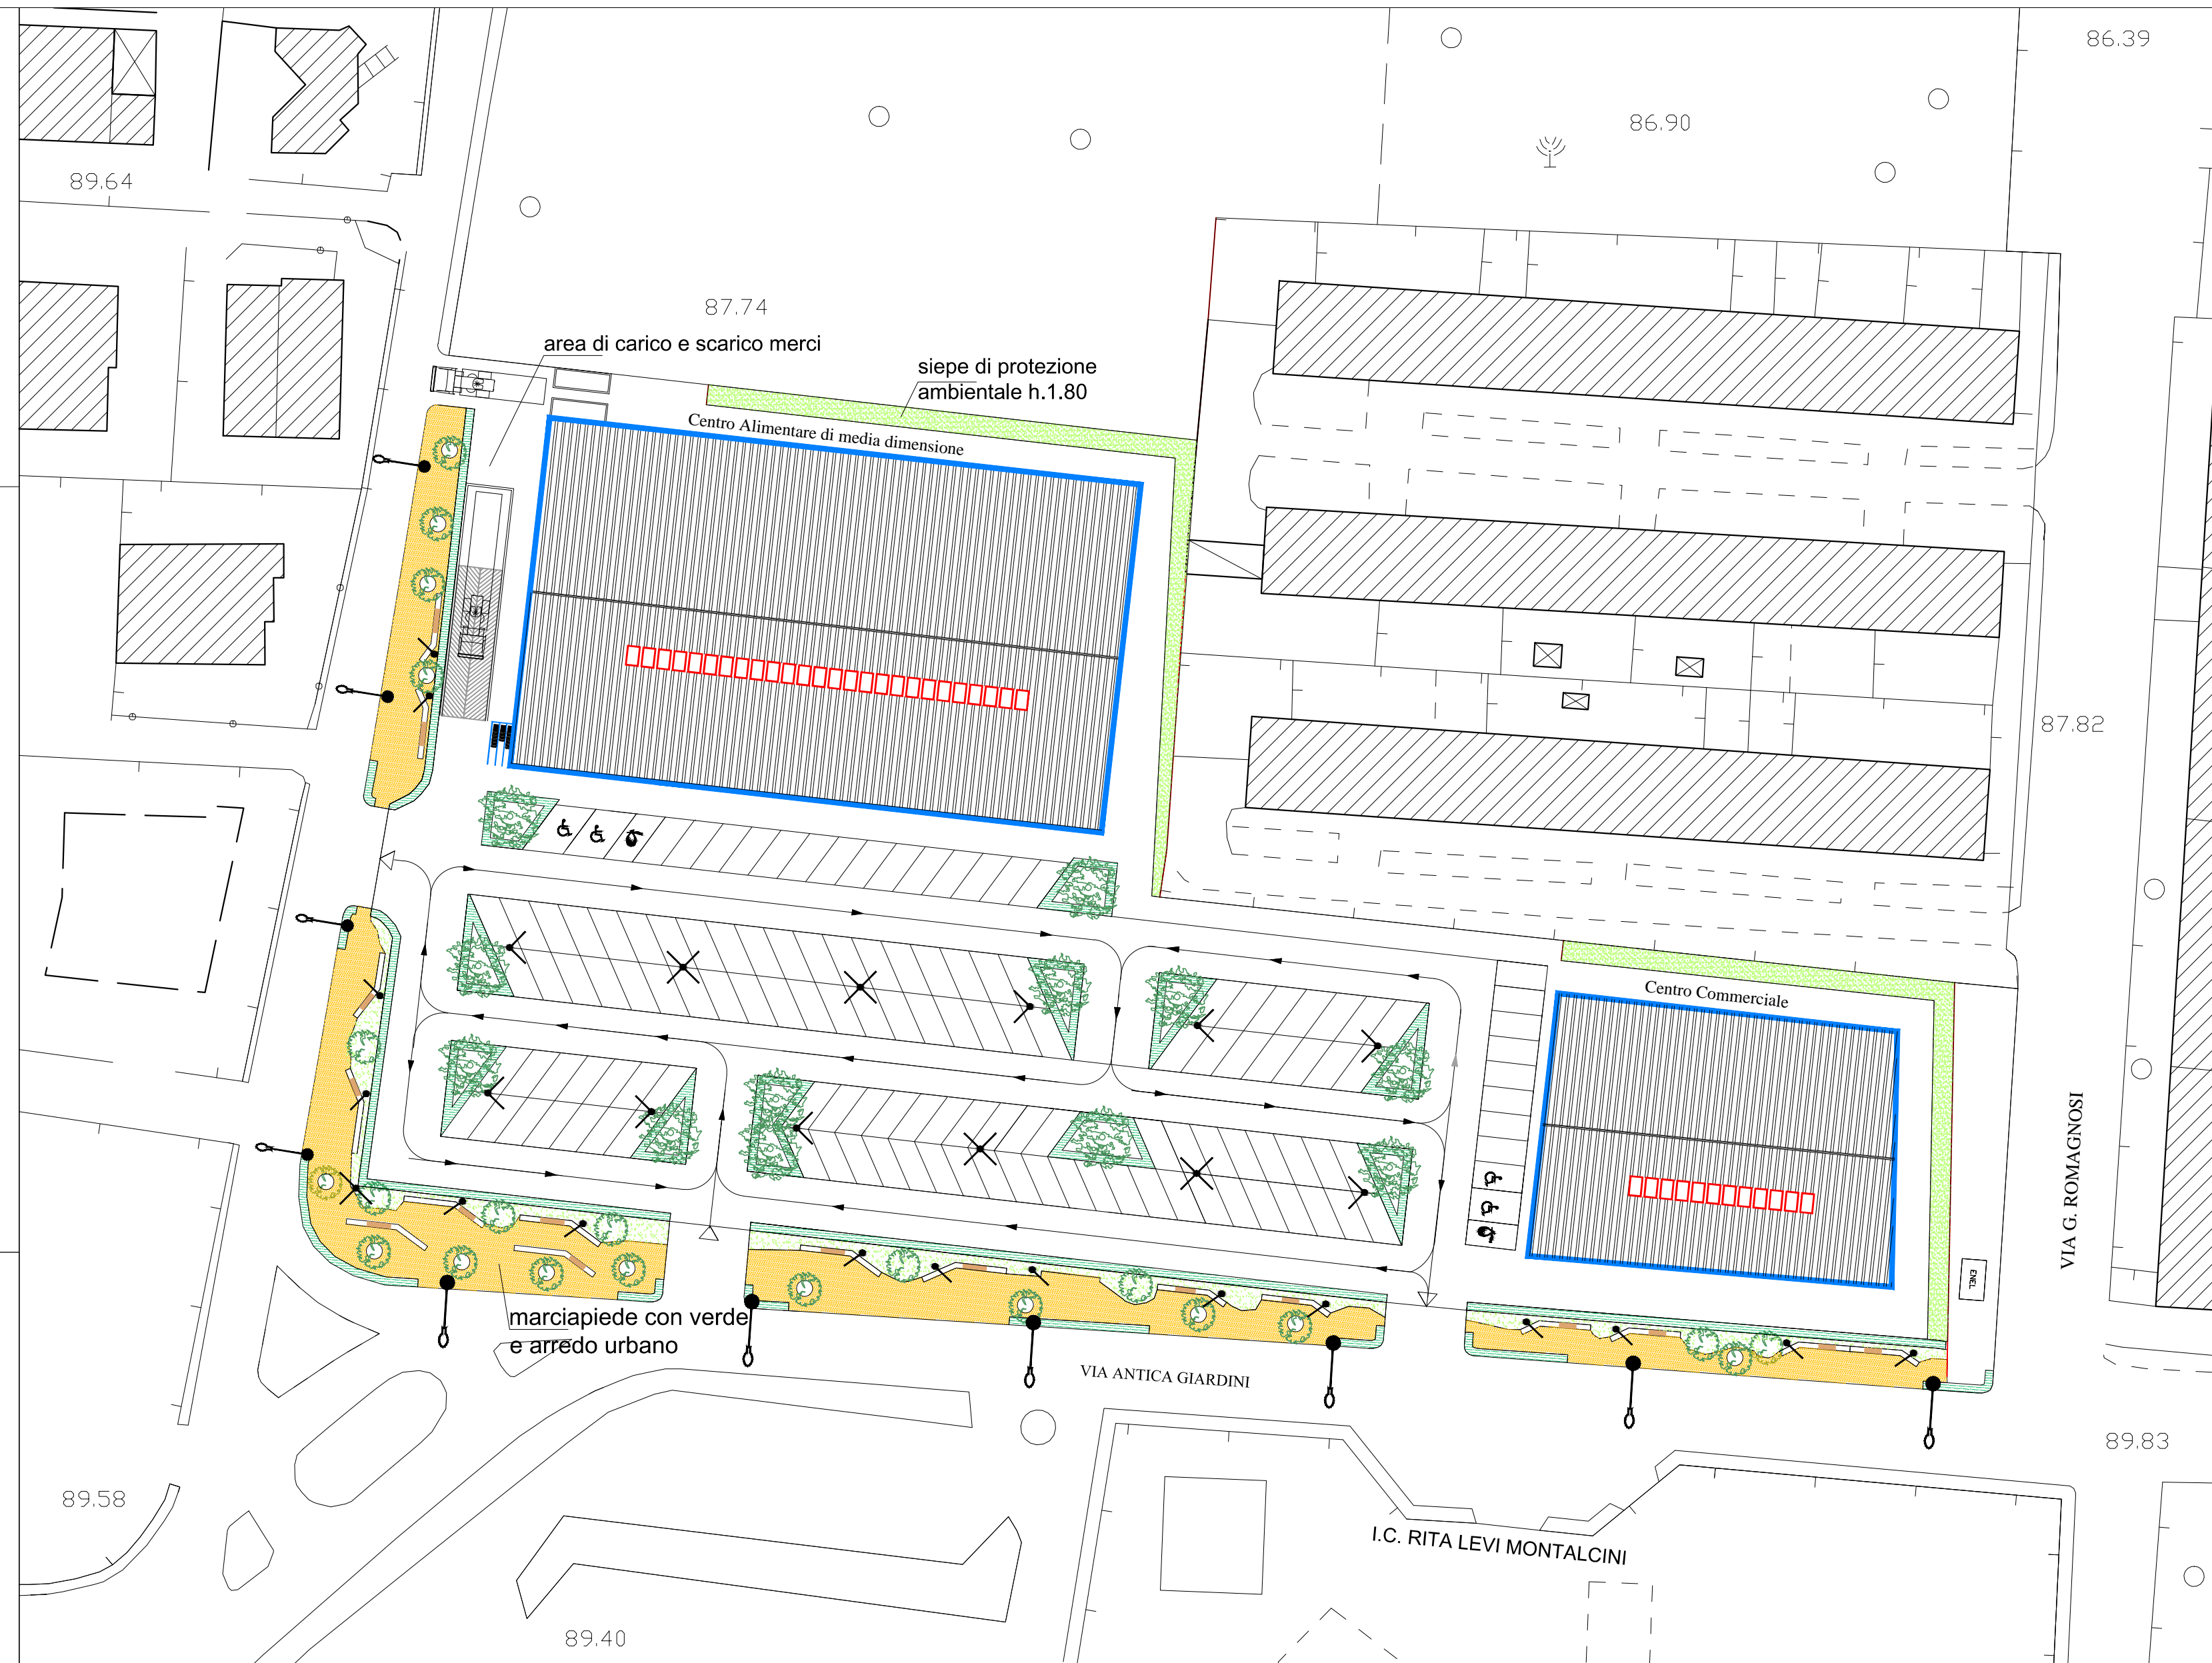 86.39
86.90
89.64
87.74
area di carico e scarico merci
siepe di protezione
ambientale h.1.80
Centro Alimentare di media dimensione
87.82
Centro Commerciale
VIA G. ROMAGNOSI
ENEL
marciapiede con verde
e arredo urbano
VIA ANTICA GIARDINI
89.83
89.58
I.C. RITA LEVI MONTALCINI
89.40